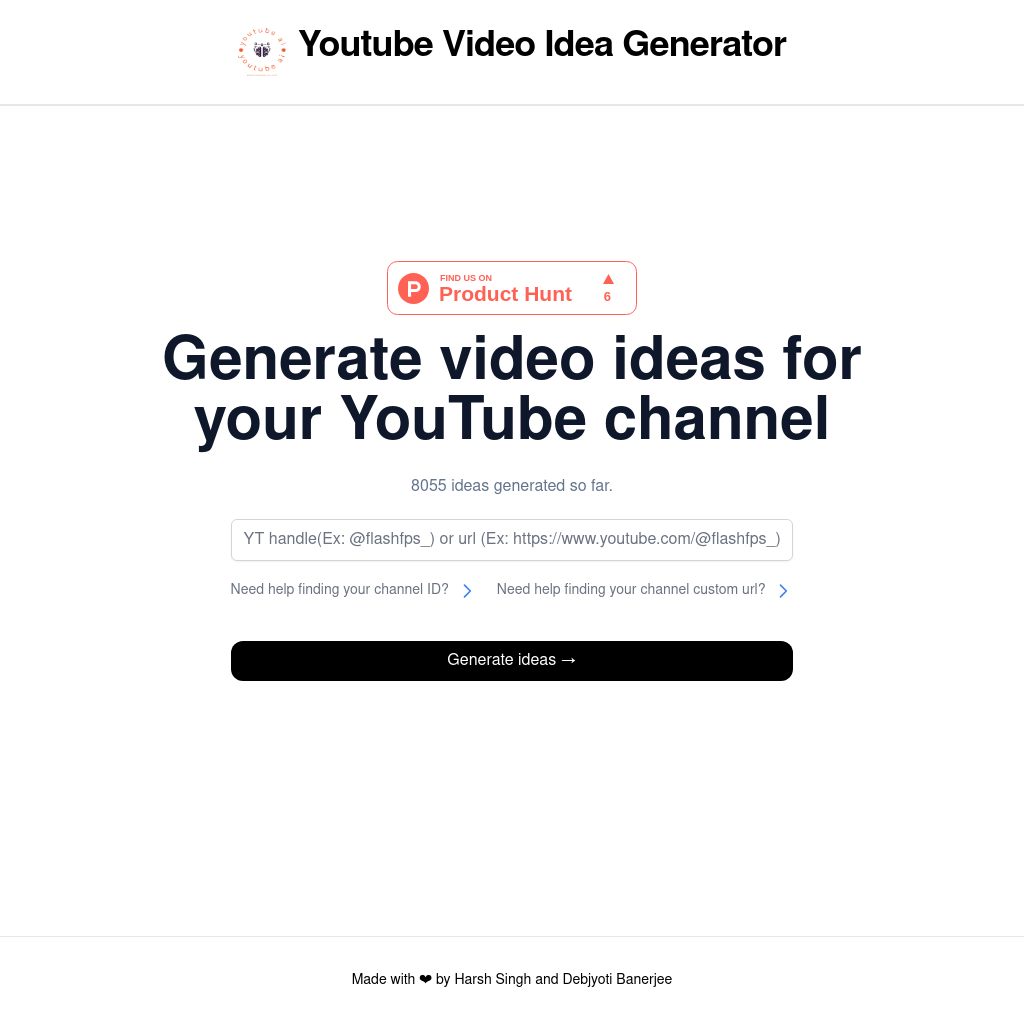 Youtube Video Idea Generator
FIND US ON
Product Hunt
6
Generate video ideas for
your YouTube channel
8055 ideas generated so far.
YT handle(Ex: @flashfps_) or url (Ex: https://www.youtube.com/@flashfps_)
Need help finding your channel ID?
Need help finding your channel custom url?
Generate ideas →
Made with ❤ by Harsh Singh and Debjyoti Banerjee